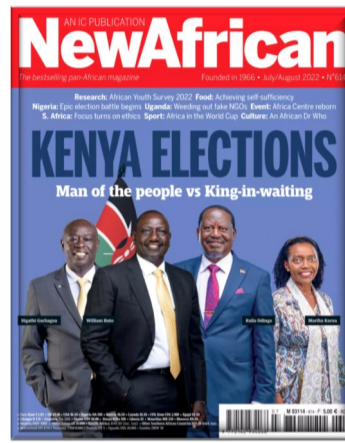 AN IC PUBLICATION
NewAfrican
The bestselling pan-African magazine
Founded in 1966 • July/August 2022 • N°614
Research: African Youth Survey 2022 Food: Achieving self-sufficiency
Nigeria: Epic election battle begins Uganda: Weeding out fake NGOs Event: Africa Centre reborn
S. Africa: Focus turns on ethics Sport: Africa in the World Cup Culture: An African Dr Who
KENYA ELECTIONS
Man of the people vs King-in-waiting
Rigathi Gachagua
William Ruto
Raila Odinga
Martha Karua